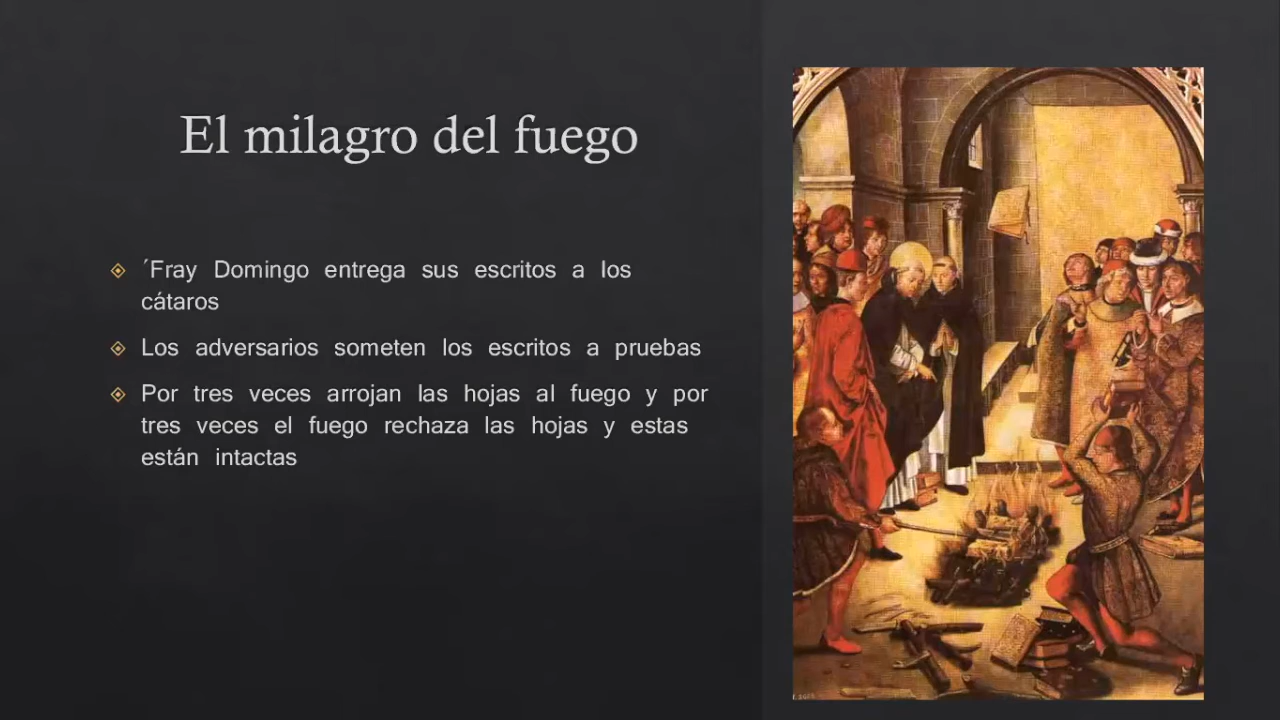 El milagro del fuego
´Fray Domingo entrega sus escritos a los
cátaros
Los adversarios someten los escritos a pruebas
Por tres veces arrojan las hojas al fuego y por
tres veces el fuego rechaza las hojas y estas
están intactas